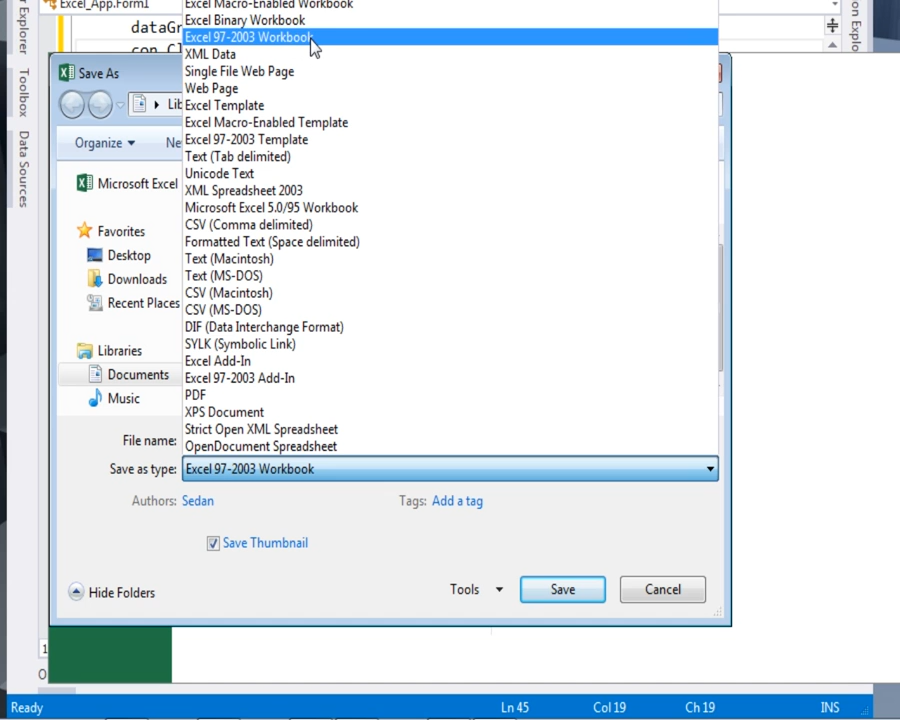 Excel_App.Form1
Excel Macro-Enabled Workbook
dataGr
Excel Binary Workbook
con.Cl
Excel 97-2003 Workbook
XML Data
Save As
Single File Web Page
Web Page
Lib
Excel Template
Excel Macro-Enabled Template
Organize
Ne
Excel 97-2003 Template
Text (Tab delimited)
Unicode Text
Microsoft Excel
XML Spreadsheet 2003
Microsoft Excel 5.0/95 Workbook
CSV (Comma delimited)
Favorites
Formatted Text (Space delimited)
Desktop
Text (Macintosh)
Downloads
Text (MS-DOS)
CSV (Macintosh)
Recent Places
CSV (MS-DOS)
DIF (Data Interchange Format)
SYLK (Symbolic Link)
Libraries
Excel Add-In
Documents
Excel 97-2003 Add-In
Music
PDF
XPS Document
Strict Open XML Spreadsheet
File name:
OpenDocument Spreadsheet
Save as type: Excel 97-2003 Workbook
Authors: Sedan
Tags: Add a tag
Save Thumbnail
Hide Folders
Tools
Save
Cancel
1
O
Ready
Ln 45
Col 19
Ch 19
INS
r Explorer
Toolbox
Data Sources
on Explo